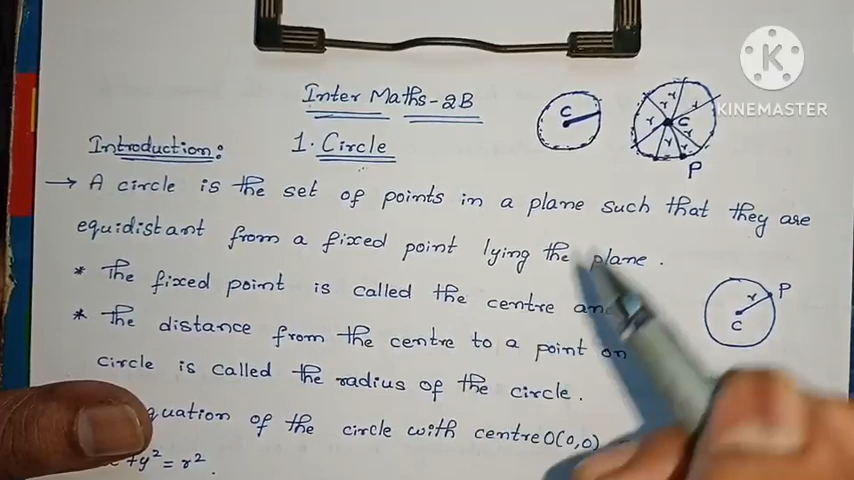 Inter Maths-2B
1. Circle
Introduction:
→ A circle is the set of points in a plane such that they are
equidistant from a fixed point lying the plane.
* The fixed point is called the centre
* The distance from the centre to a point on
circle is called the radius of the circle.
of the circle with centre O(0,0)
+y² = r².
C
r r r r r r r
C
P
r
C
P
K
KINEMASTER